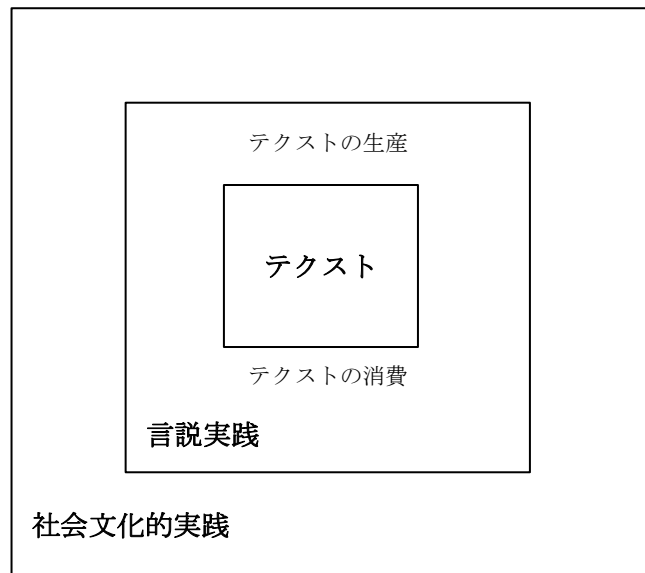 テクストの生産
テクスト
テクストの消費
言説実践
社会文化的実践